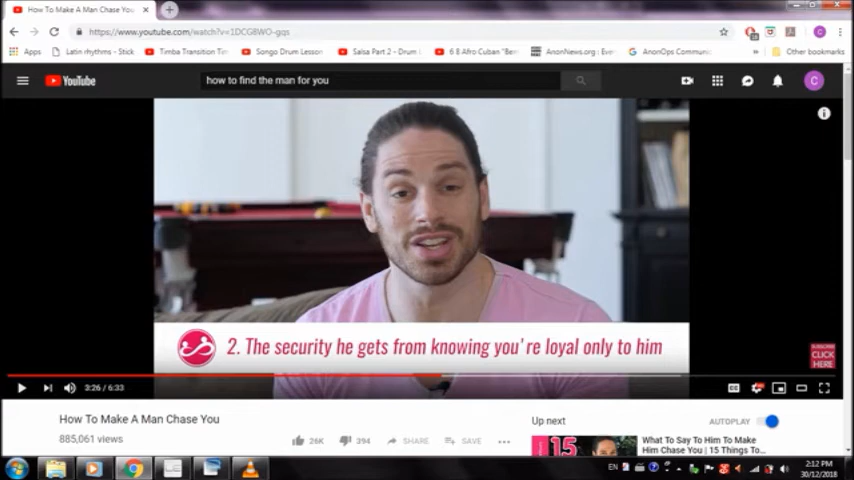 How To Make A Man Chase You
https://www.youtube.com/watch?v=1DCG8WO-gqs
Apps Latin rhythms - Stick Timba Transition Tim Songo Drum Lesson Salsa Part 2 - Drum 6 8 Afro Cuban "Be AnonNews.org : Ever AnonOps Communic » Other bookmarks
YouTube how to find the man for you C
2. The security he gets from knowing you're loyal only to him
SUBSCRIBE
CLICK
HERE
3:26 / 6:33
How To Make A Man Chase You
885,061 views
26K 394 SHARE SAVE
Up next AUTOPLAY
15
What To Say To Him To Make
Him Chase You | 15 Things To...
EN 2:12 PM
30/12/2018